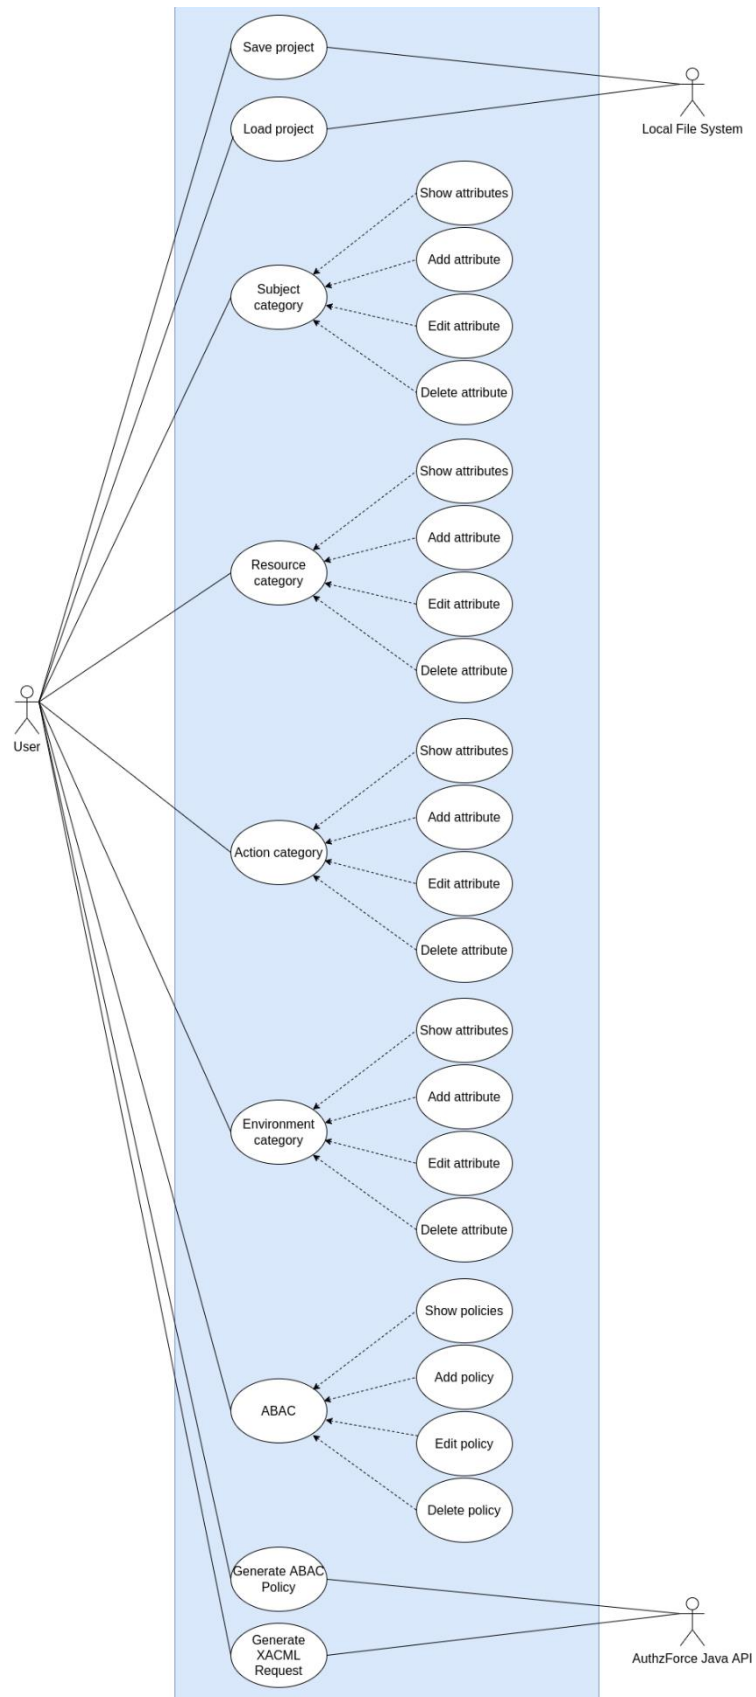 Save project
Load project
Local File System
Show attributes
Add attribute
Subject
category
Edit attribute
Delete attribute
Show attributes
Add attribute
Resource
category
Edit attribute
Delete attribute
User
Show attributes
Add attribute
Action category
Edit attribute
Delete attribute
Show attributes
Add attribute
Environment
category
Edit attribute
Delete attribute
Show policies
Add policy
ABAC
Edit policy
Delete policy
Generate ABAC
Policy
Generate
XACML
Request
AuthzForce Java API